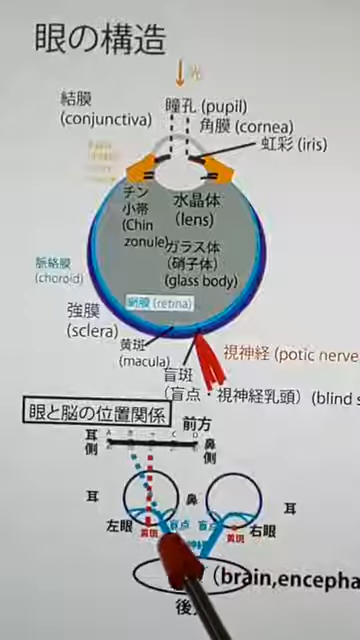 眼の構造
光
結膜
(conjunctiva)
瞳孔 (pupil)
角膜 (cornea)
虹彩 (iris)
チン
小帯
(Chin
zonule)
水晶体
(lens)
ガラス体
(硝子体)
(glass body)
脈絡膜
(choroid)
網膜 (retina)
強膜
(sclera)
黄斑
(macula)
視神経 (potic nerve
盲斑
(盲点・視神経乳頭) (blind s
眼と脳の位置関係
前方
耳
側
鼻
側
耳
鼻
耳
左眼
黄斑
盲点
盲点
黄斑
右眼
(brain,encepha
後